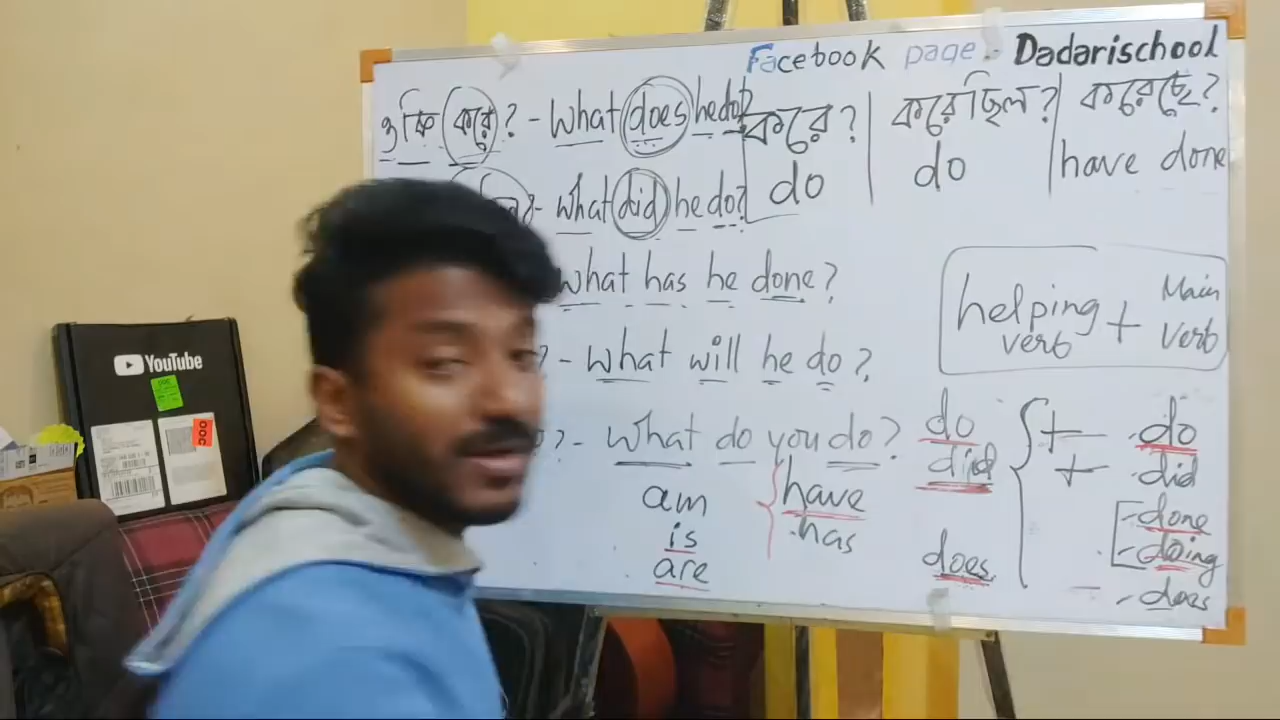 Facebook page:- Dadarischool
ও কি করে? - What does he do?
?- what did he do?
what has he done?
? - what will he do?
?- what do you do?
করে?
do
করেছিল?
do
করেছে?
have done
helping verb + Main verb
am
is
are
have
has
do
did
does
+ do
+ did
- done
- doing
- does
YouTube